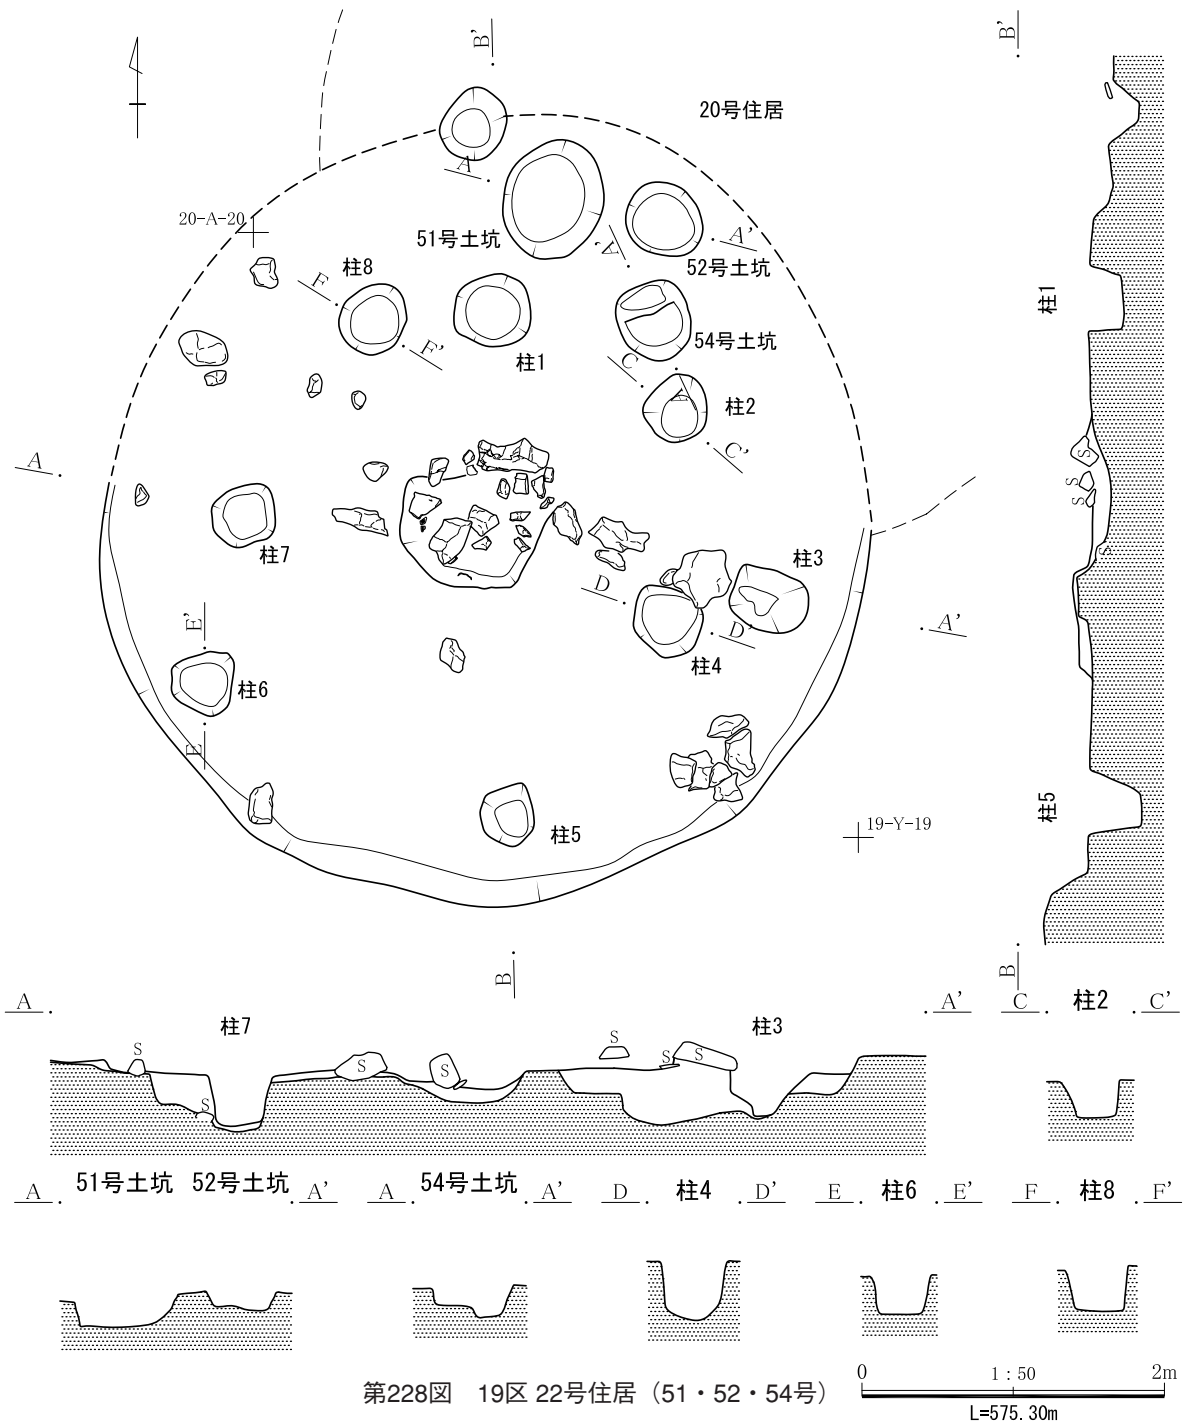 B'
B'
20号住居
A
20-A-20
51号土坑
A
A'
52号土坑
柱8
F
F'
柱1
柱1
54号土坑
C
柱2
C'
A
S
S
S
S
柱7
柱3
D
D'
A'
柱4
E'
柱6
E
柱5
柱5
19-Y-19
B
B
A
柱7
柱3
A'
C
柱2
C'
S
S
S
S
S
S
S
A
51号土坑
52号土坑
A'
A
54号土坑
A'
D
柱4
D'
E
柱6
E'
F
柱8
F'
第228図　19区 22号住居（51・52・54号）
0
1：50
2m
L=575.30m